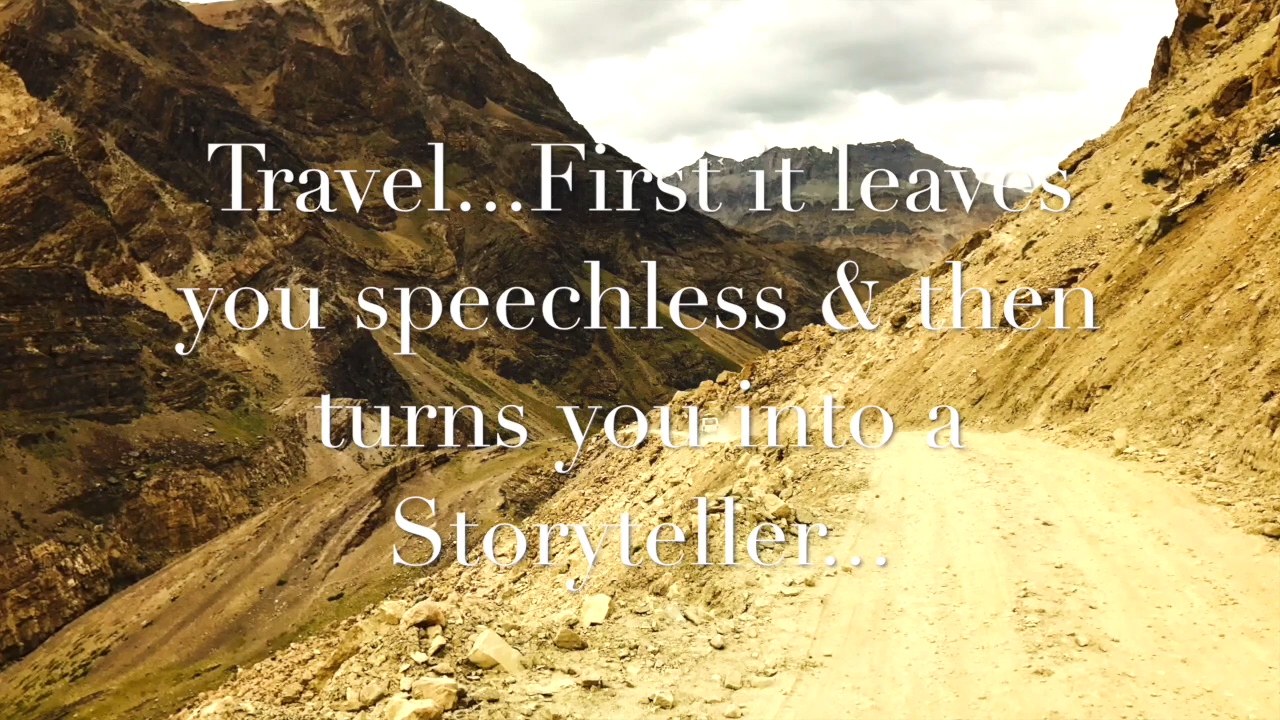 Travel...First it leaves
you speechless & then
turns you into a
Storyteller...